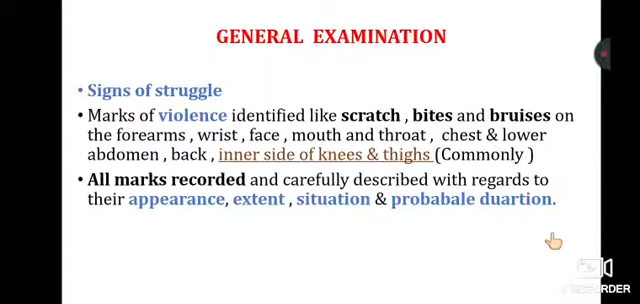 GENERAL EXAMINATION
• Signs of struggle
• Marks of violence identified like scratch , bites and bruises on
the forearms , wrist , face , mouth and throat , chest & lower
abdomen , back , inner side of knees & thighs (Commonly )
• All marks recorded and carefully described with regards to
their appearance, extent , situation & probabale duartion.
RECORDER